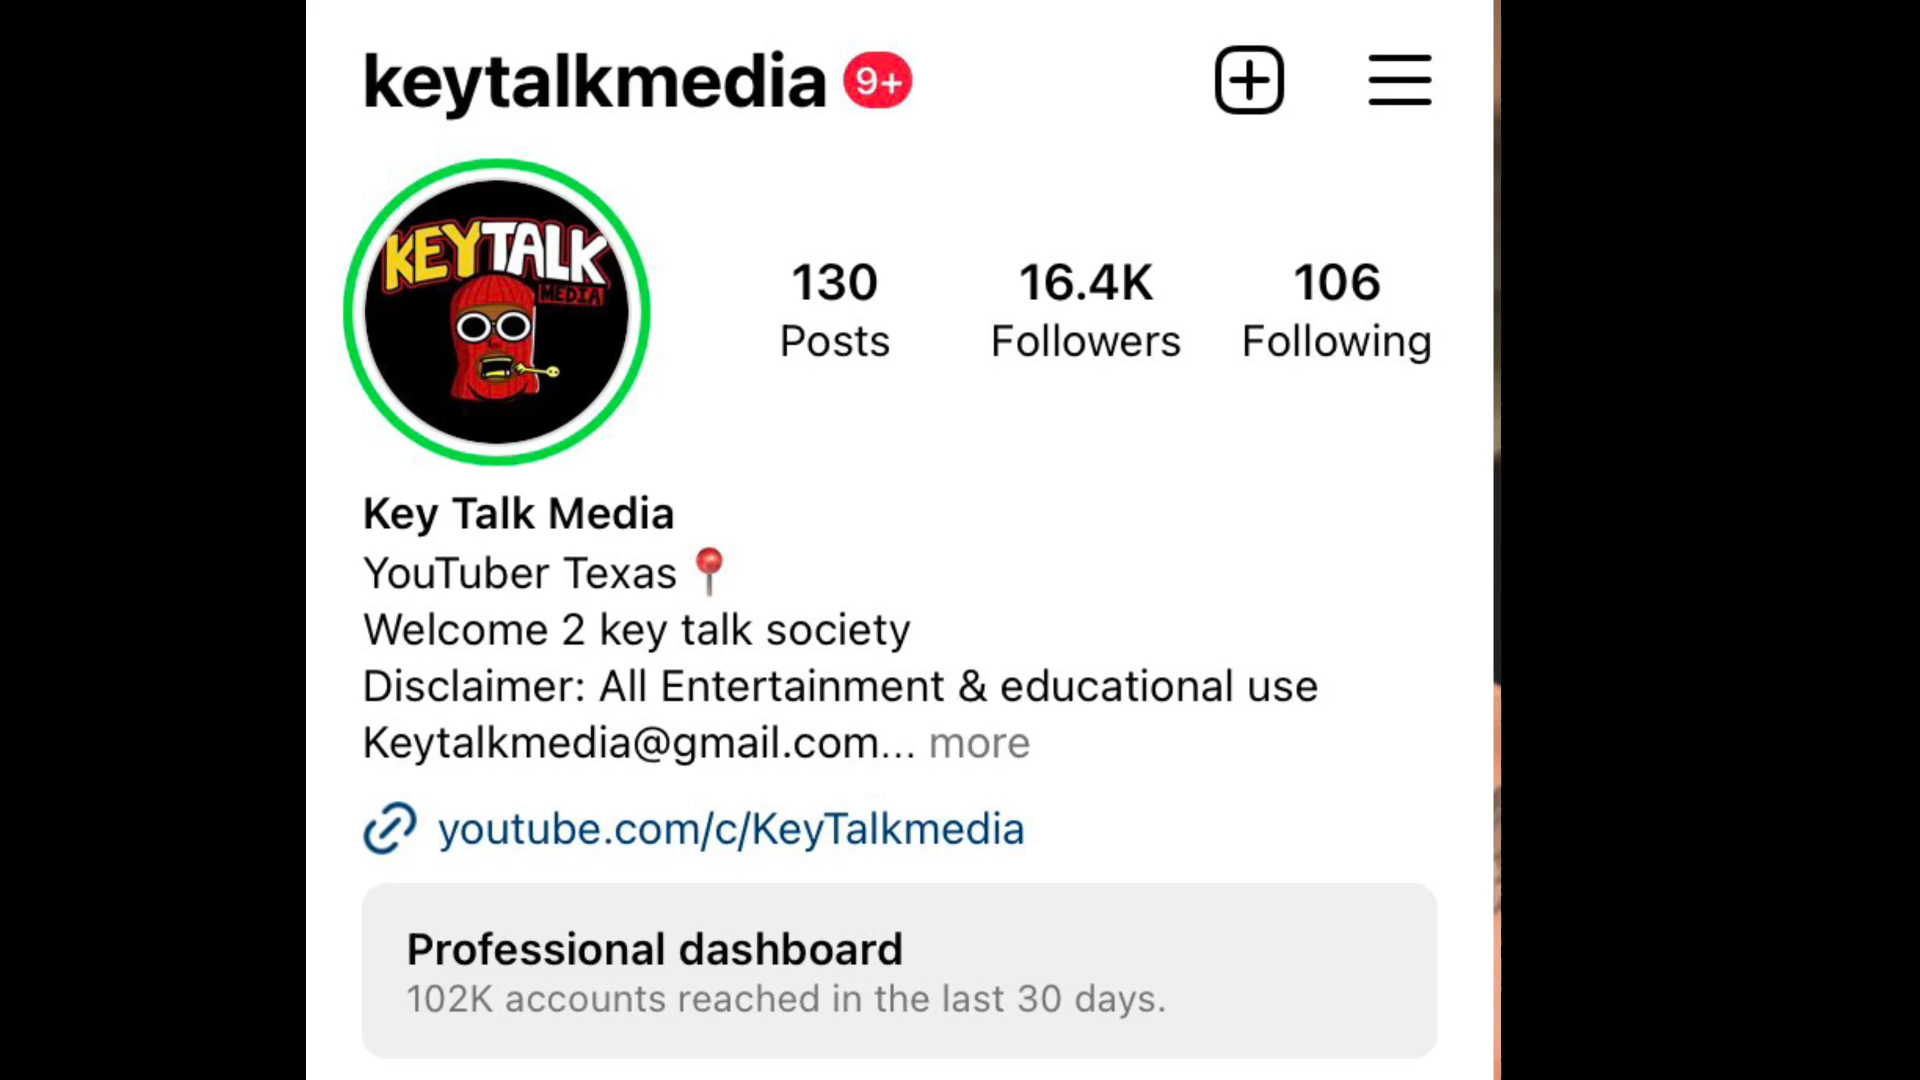 keytalkmedia 9+
KEYTALK
MEDIA
130 16.4K 106
Posts Followers Following
Key Talk Media
YouTuber Texas 📍
Welcome 2 key talk society
Disclaimer: All Entertainment & educational use
Keytalkmedia@gmail.com... more
youtube.com/c/KeyTalkmedia
Professional dashboard
102K accounts reached in the last 30 days.